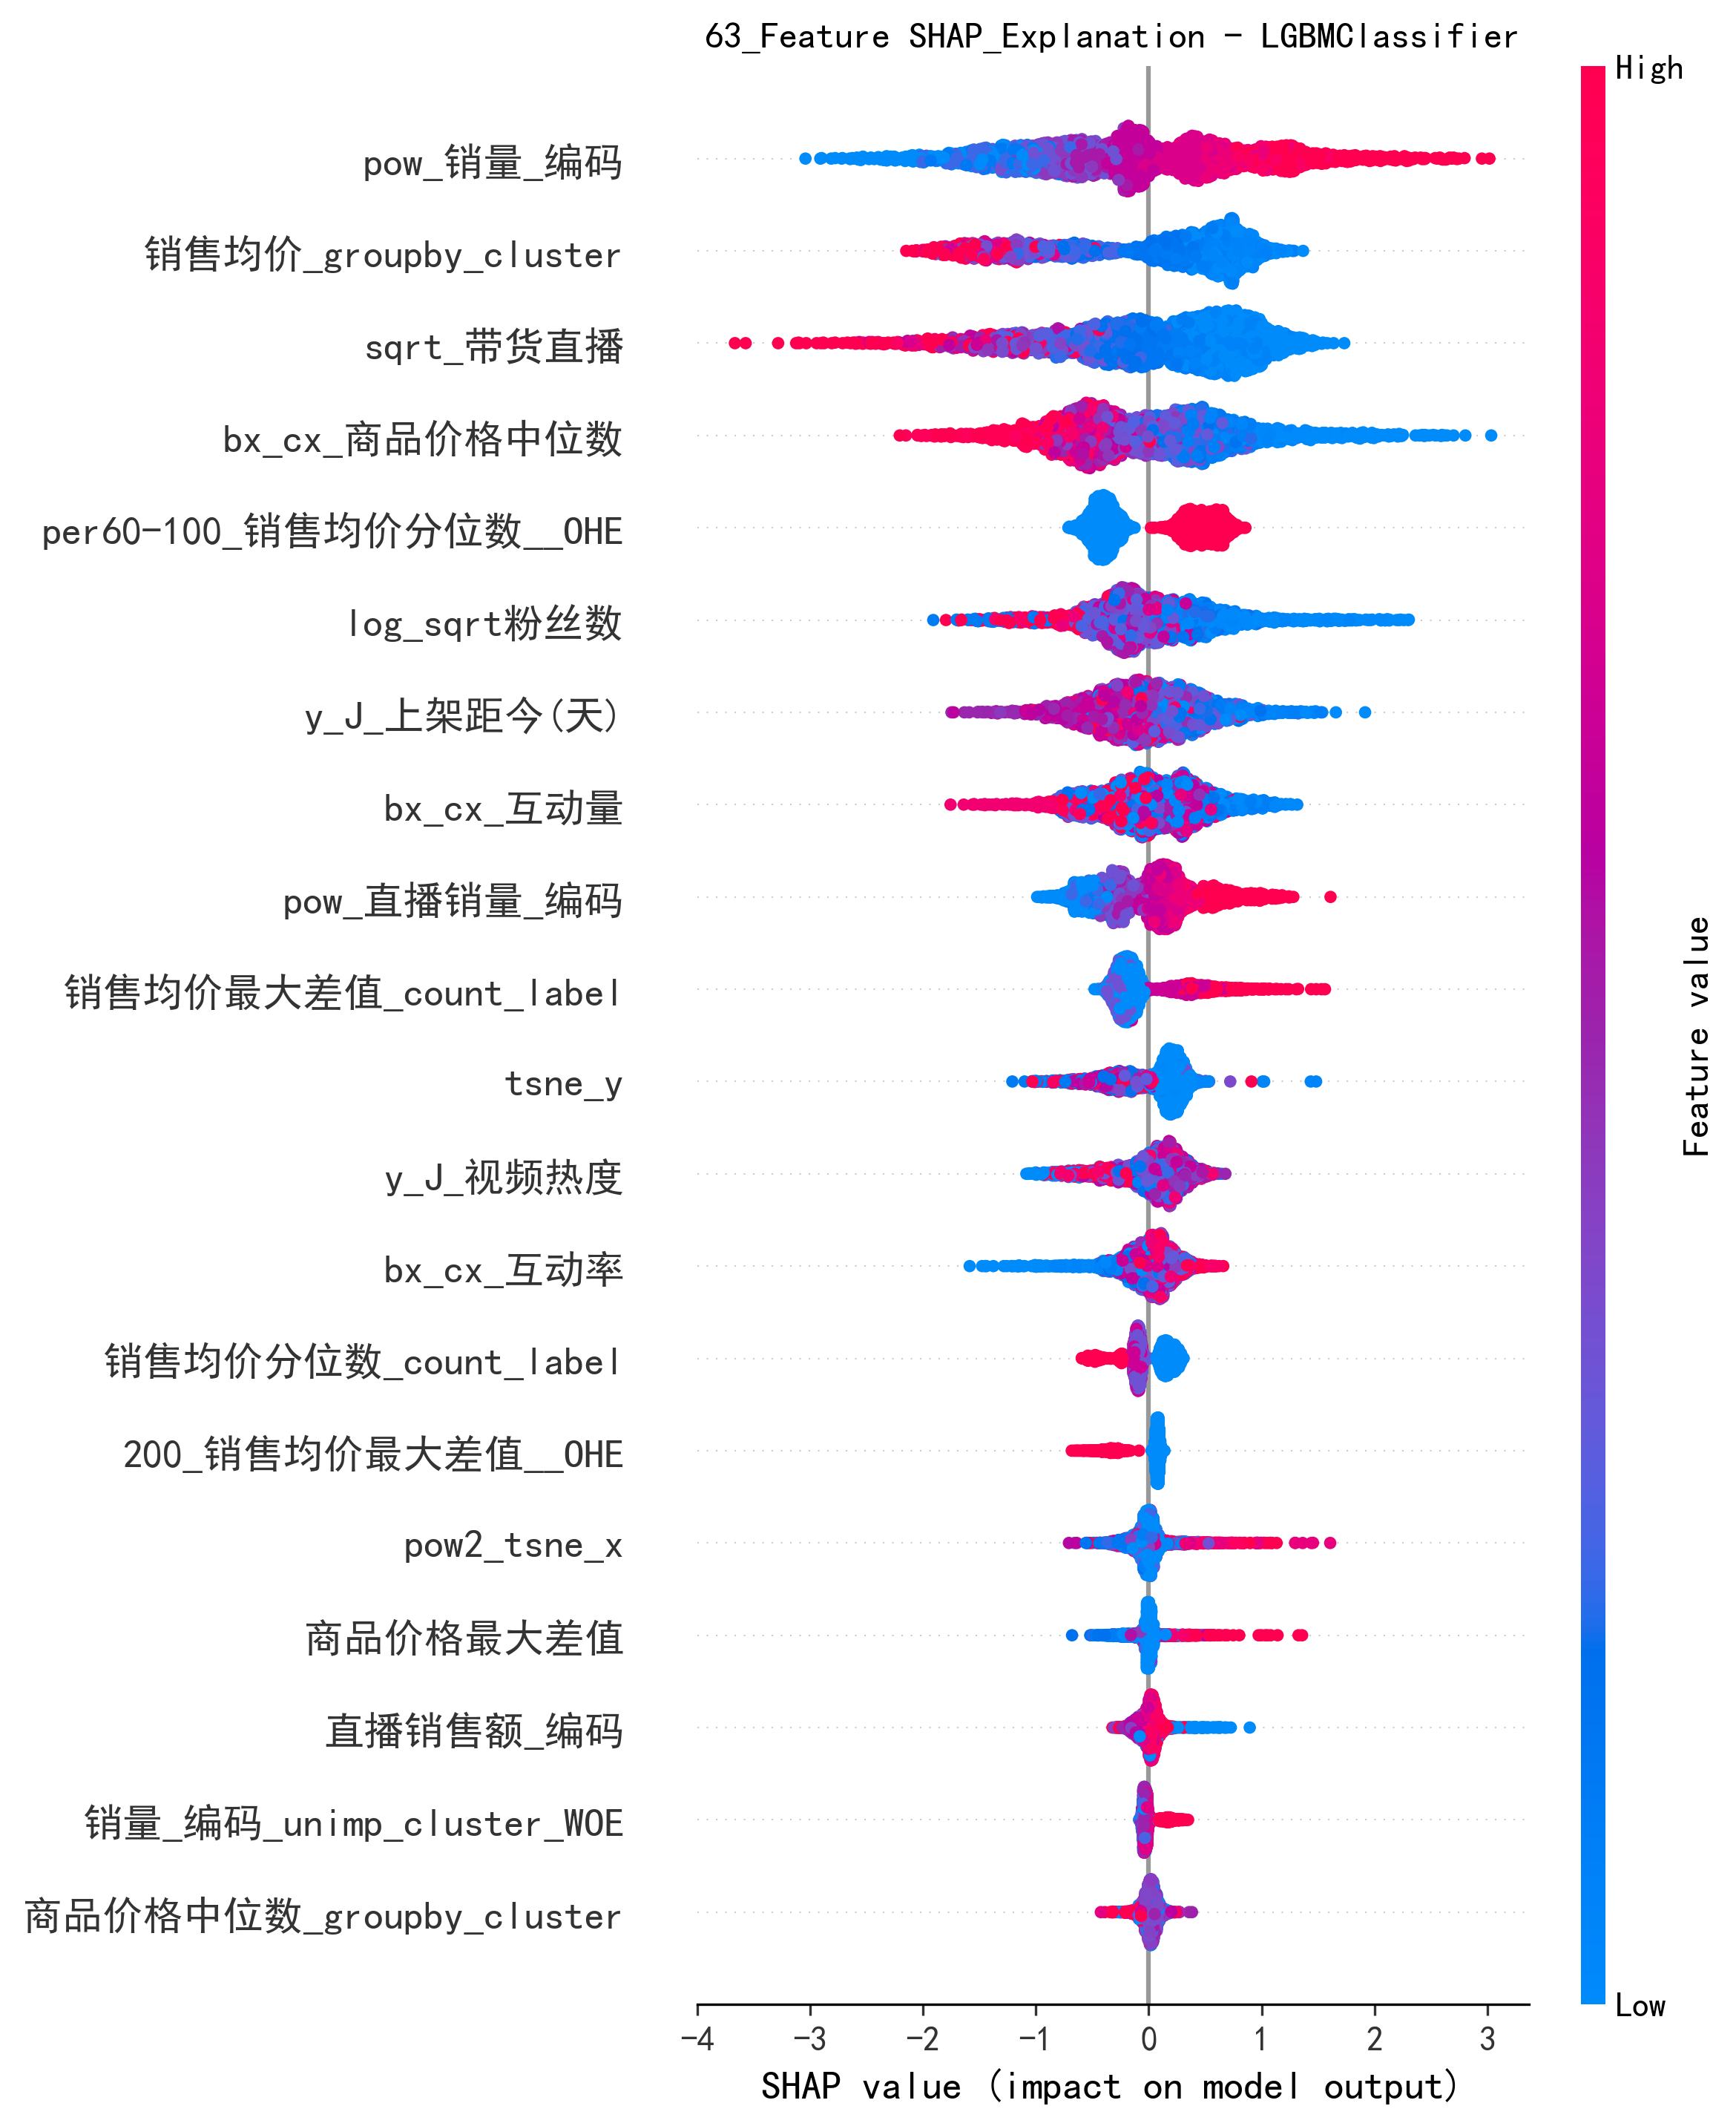 63_Feature SHAP_Explanation - LGBMClassifier
High
pow_销量_编码
销售均价_groupby_cluster
sqrt_带货直播
bx_cx_商品价格中位数
per60-100_销售均价分位数__OHE
log_sqrt粉丝数
y_J_上架距今(天)
bx_cx_互动量
pow_直播销量_编码
销售均价最大差值_count_label
tsne_y
y_J_视频热度
bx_cx_互动率
销售均价分位数_count_label
200_销售均价最大差值__OHE
pow2_tsne_x
商品价格最大差值
直播销售额_编码
销量_编码_unimp_cluster_WOE
商品价格中位数_groupby_cluster
Feature value
Low
−4 −3 −2 −1 0 1 2 3
SHAP value (impact on model output)